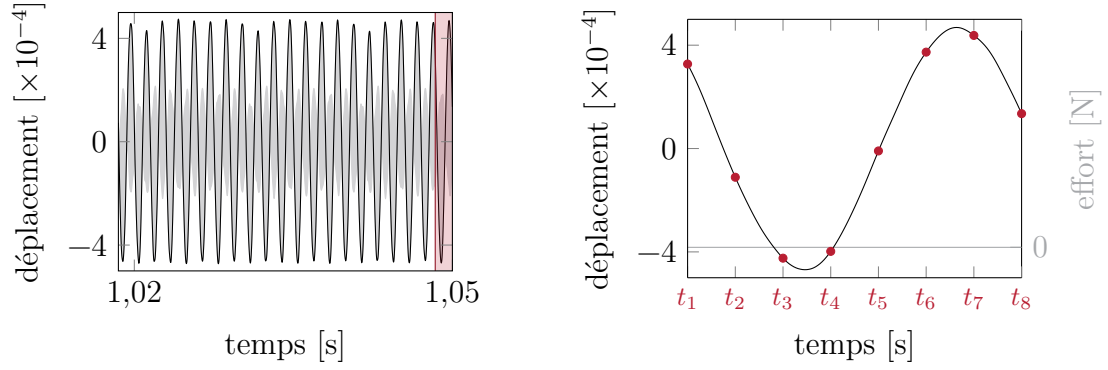 déplacement [×10⁻⁴]
4
0
−4
1,02
1,05
temps [s]
déplacement [×10⁻⁴]
4
0
−4
t₁ t₂ t₃ t₄ t₅ t₆ t₇ t₈
temps [s]
0
effort [N]